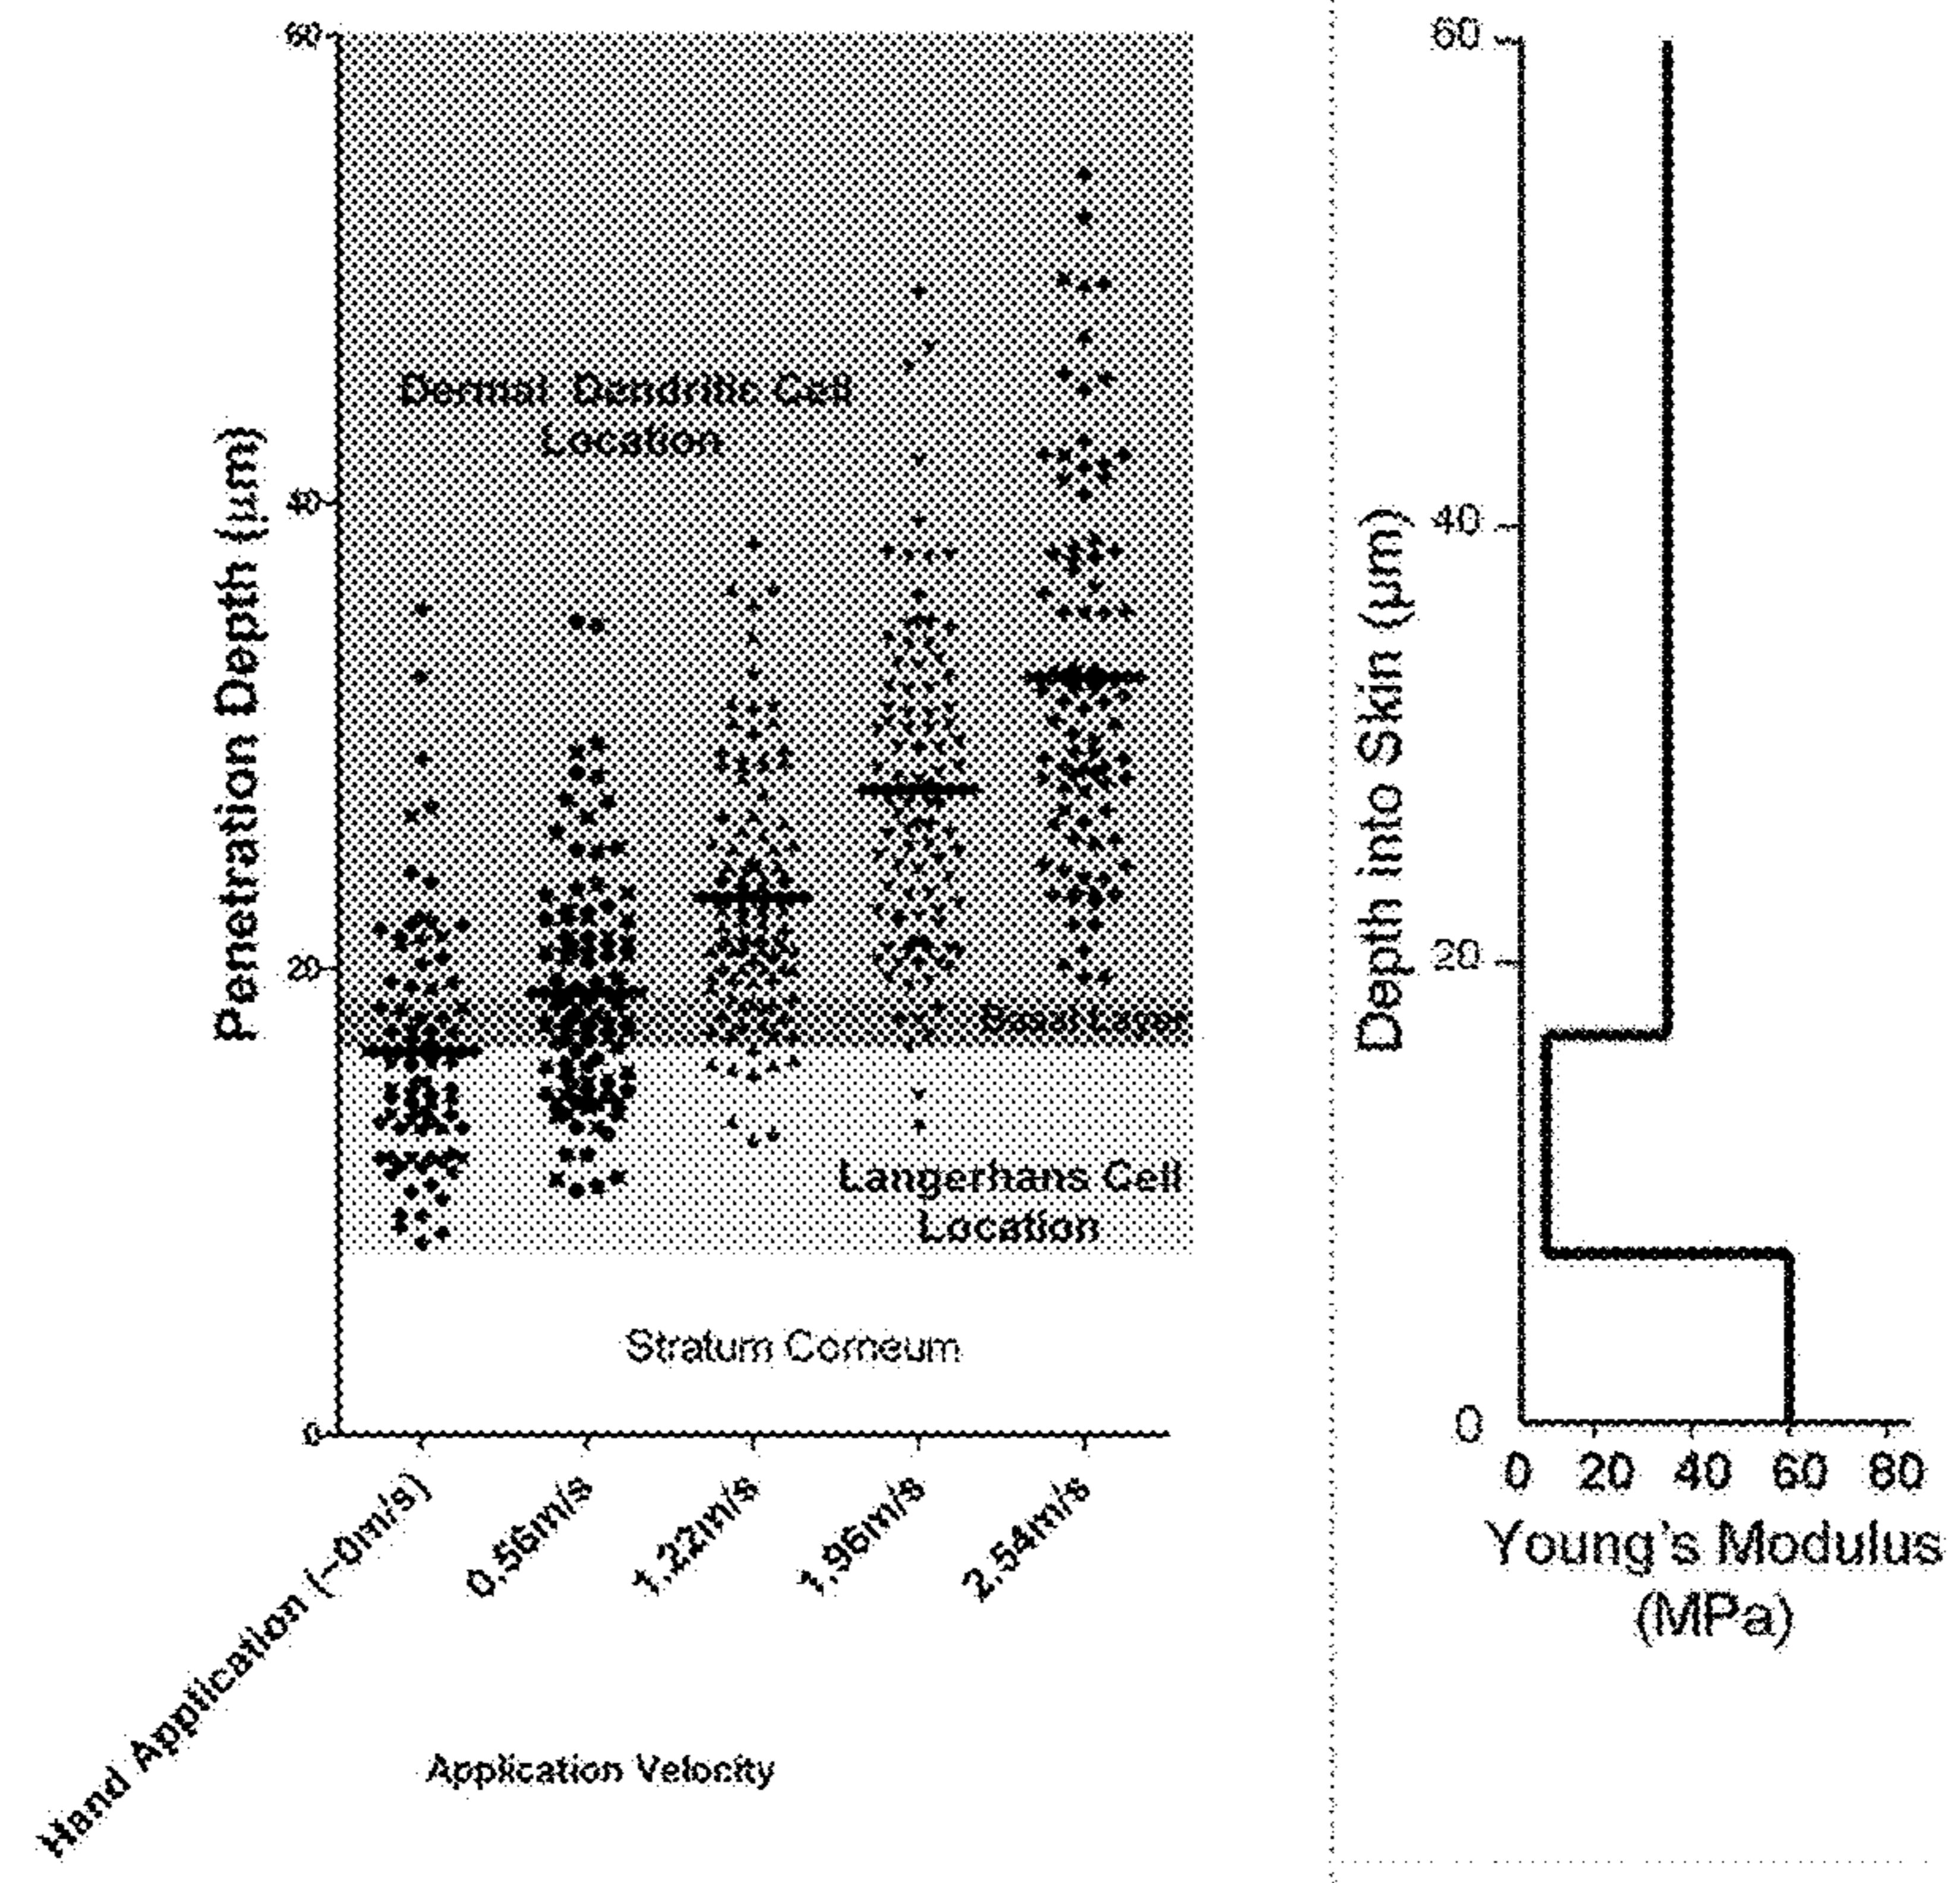 60
40
20
0
Penetration Depth (µm)
Dermal Dendritic Cell
Location
Basal Layer
Langerhans Cell
Location
Stratum Corneum
Hand Application (~0m/s)
0.56m/s
1.22m/s
1.96m/s
2.54m/s
Application Velocity
60
40
20
0
Depth into Skin (µm)
0 20 40 60 80
Young's Modulus
(MPa)